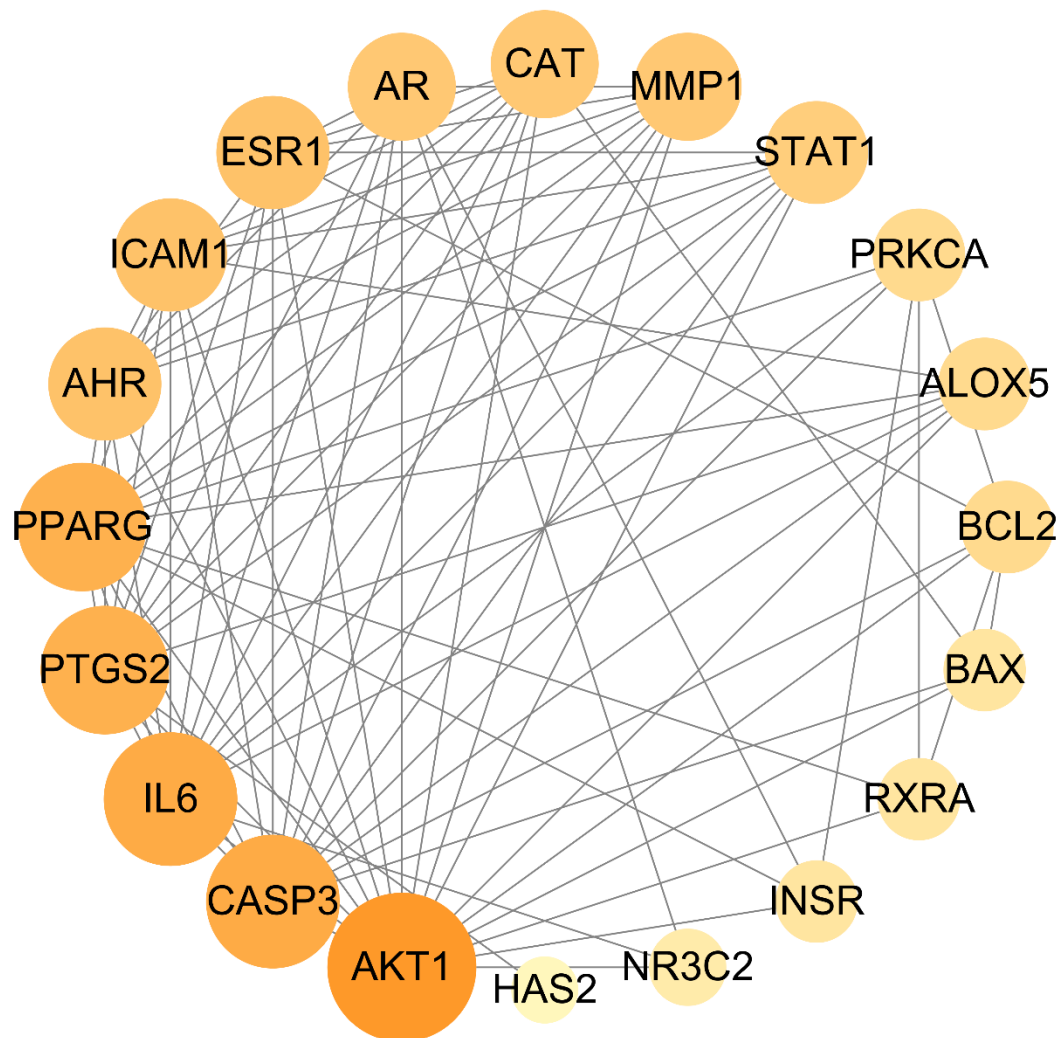 CAT
AR
MMP1
ESR1
STAT1
ICAM1
PRKCA
AHR
ALOX5
PPARG
BCL2
PTGS2
BAX
IL6
RXRA
CASP3
INSR
AKT1
NR3C2
HAS2